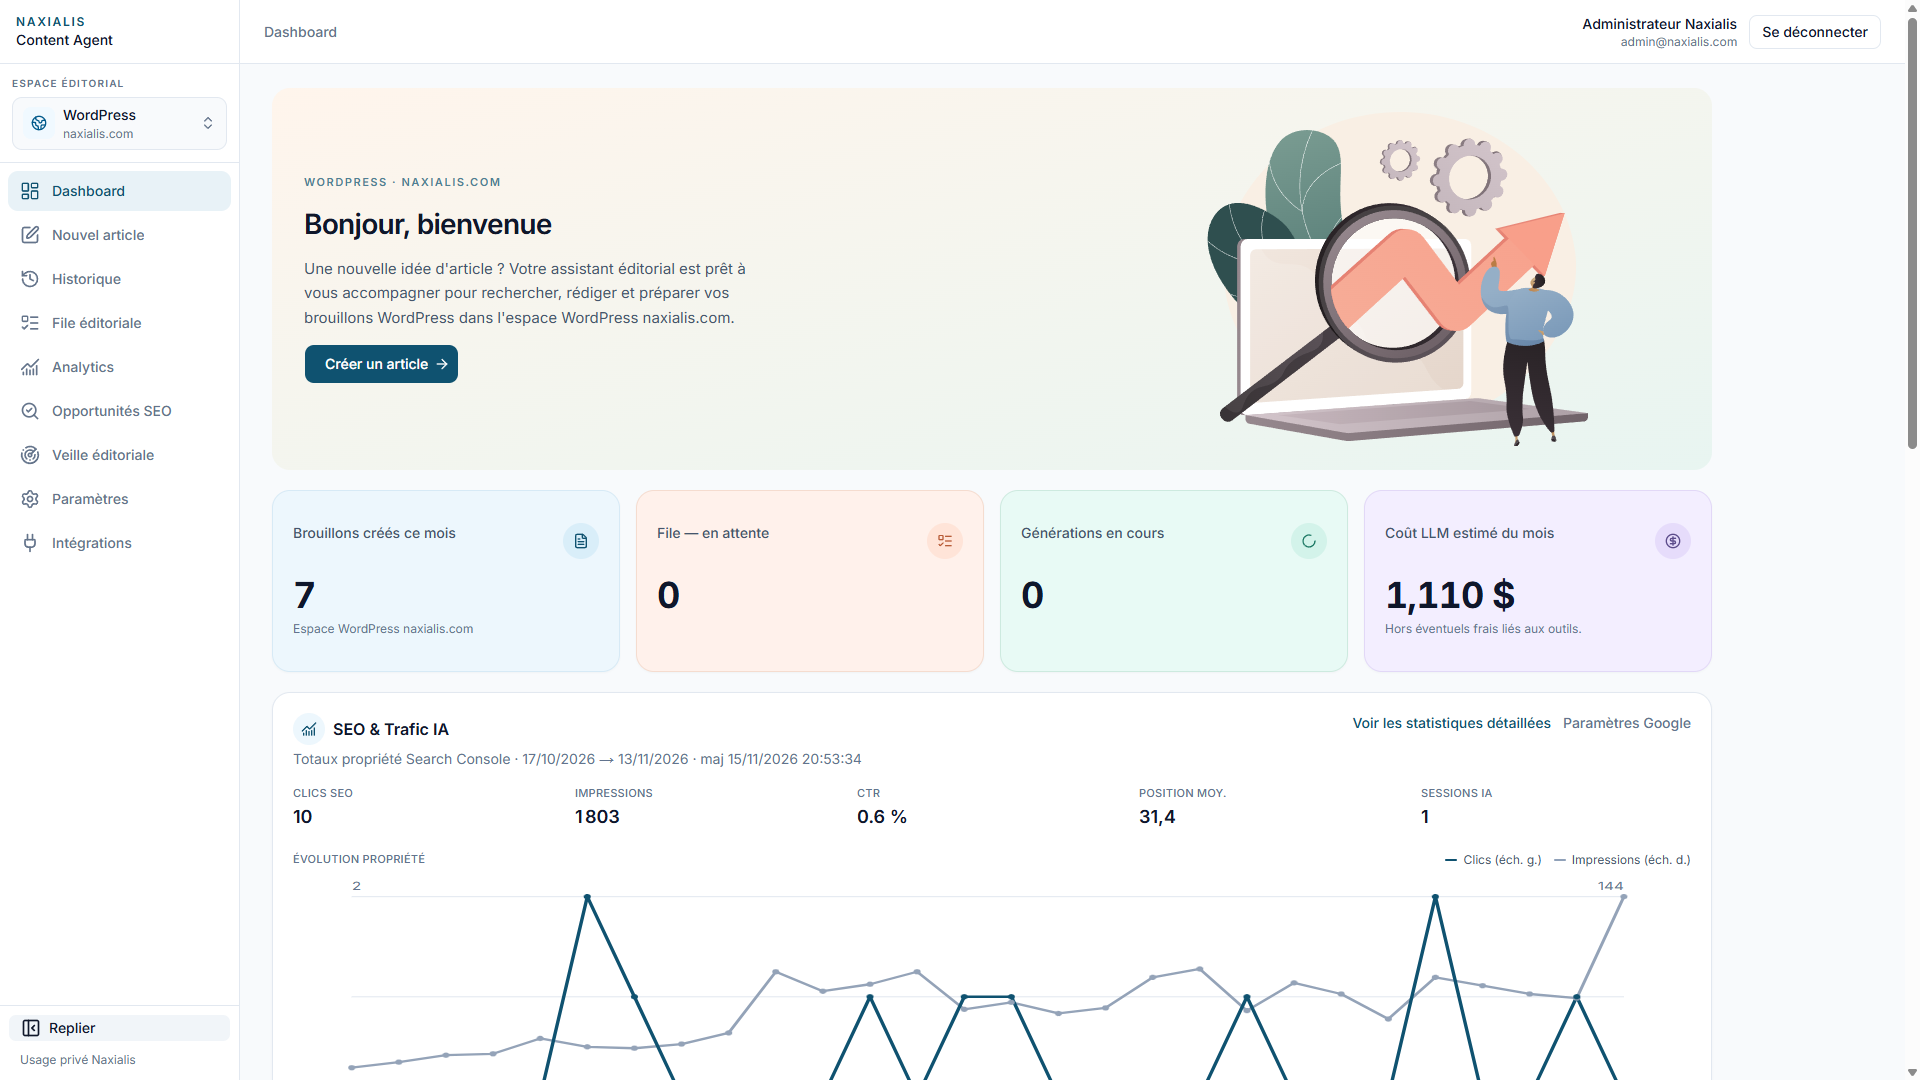 NAXIALIS
Content Agent
ESPACE ÉDITORIAL
WordPress
naxialis.com
Dashboard
Nouvel article
Historique
File éditoriale
Analytics
Opportunités SEO
Veille éditoriale
Paramètres
Intégrations
Replier
Usage privé Naxialis
Dashboard
Administrateur Naxialis
admin@naxialis.com
Se déconnecter
WORDPRESS · NAXIALIS.COM
Bonjour, bienvenue
Une nouvelle idée d'article ? Votre assistant éditorial est prêt à
vous accompagner pour rechercher, rédiger et préparer vos
brouillons WordPress dans l'espace WordPress naxialis.com.
Créer un article →
Brouillons créés ce mois
7
Espace WordPress naxialis.com
File — en attente
0
Générations en cours
0
Coût LLM estimé du mois
1,110 $
Hors éventuels frais liés aux outils.
SEO & Trafic IA
Voir les statistiques détaillées
Paramètres Google
Totaux propriété Search Console · 17/10/2026 → 13/11/2026 · maj 15/11/2026 20:53:34
CLICS SEO
10
IMPRESSIONS
1 803
CTR
0.6 %
POSITION MOY.
31,4
SESSIONS IA
1
ÉVOLUTION PROPRIÉTÉ
Clics (éch. g.)
Impressions (éch. d.)
2
144